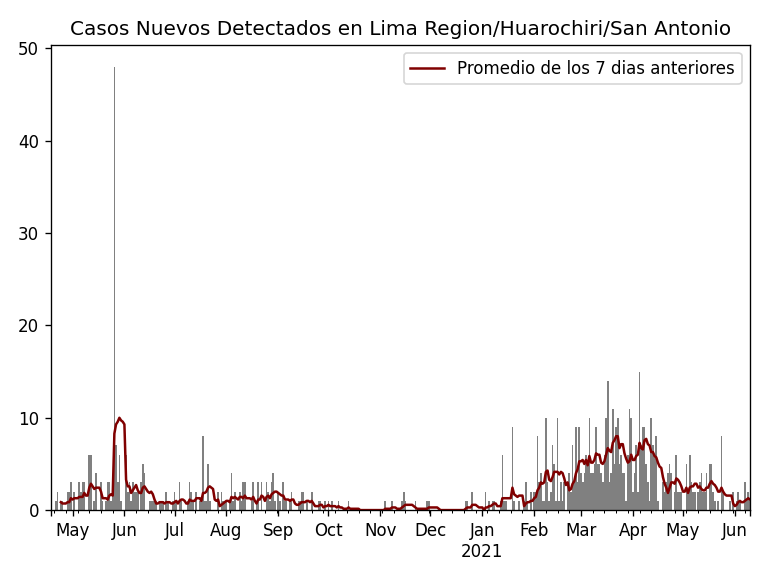 Casos Nuevos Detectados en Lima Region/Huarochiri/San Antonio
Promedio de los 7 dias anteriores
50
40
30
20
10
0
May Jun Jul Aug Sep Oct Nov Dec Jan Feb Mar Apr May Jun
2021